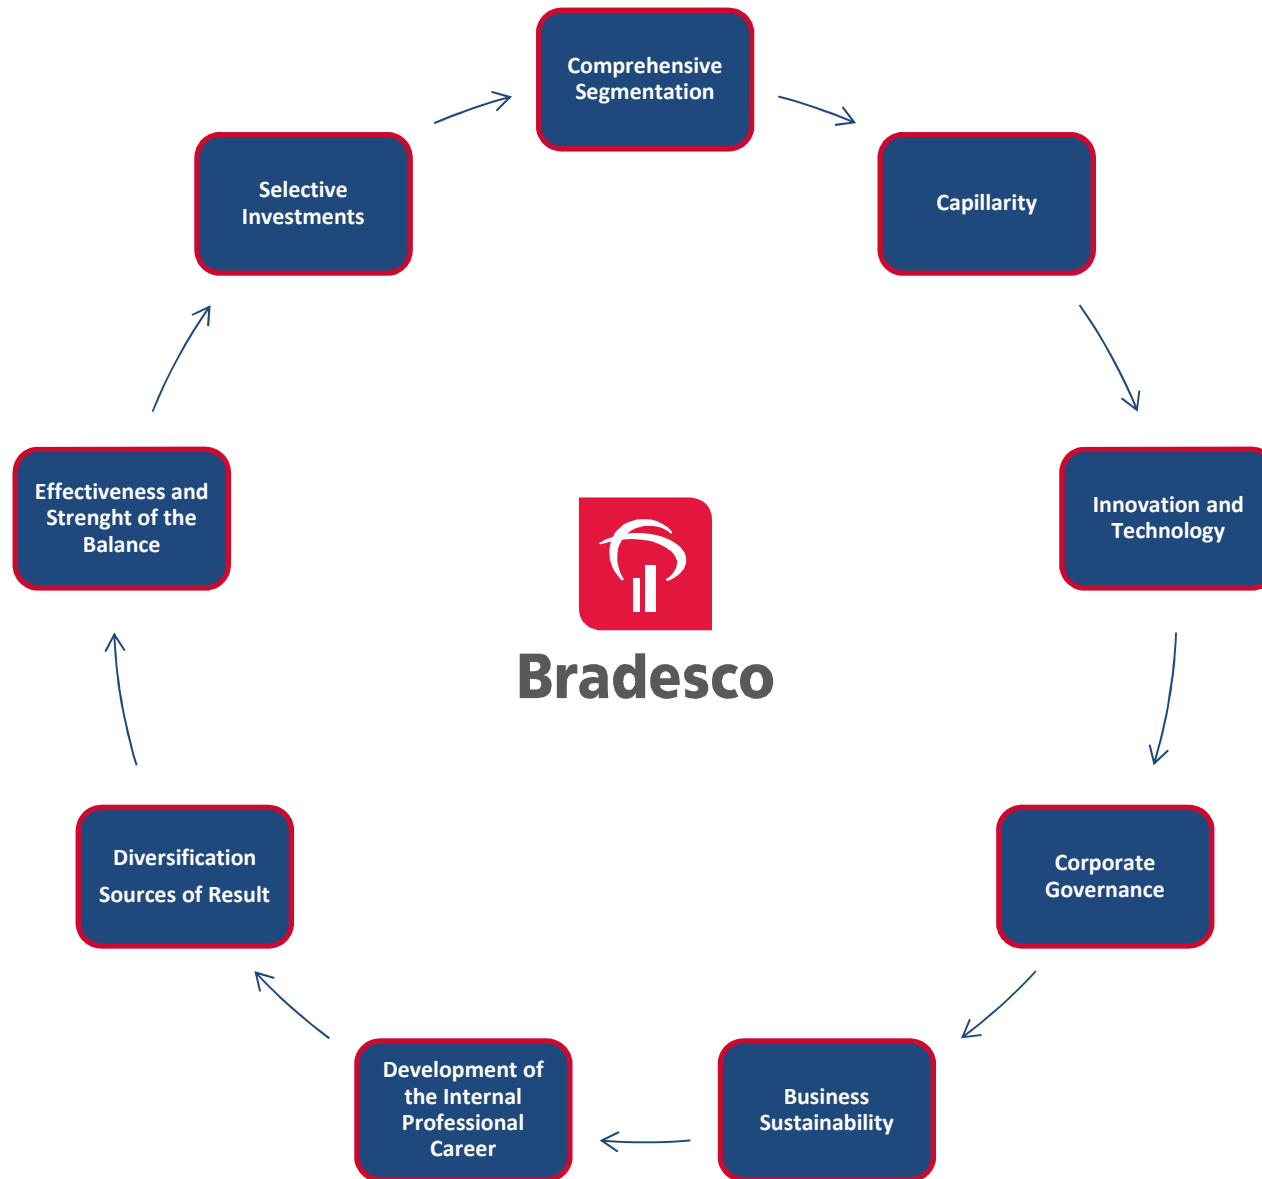 Comprehensive
Segmentation
Capillarity
Innovation and
Technology
Corporate
Governance
Business
Sustainability
Development of
the Internal
Professional
Career
Diversification
Sources of Result
Effectiveness and
Strenght of the
Balance
Selective
Investments
Bradesco